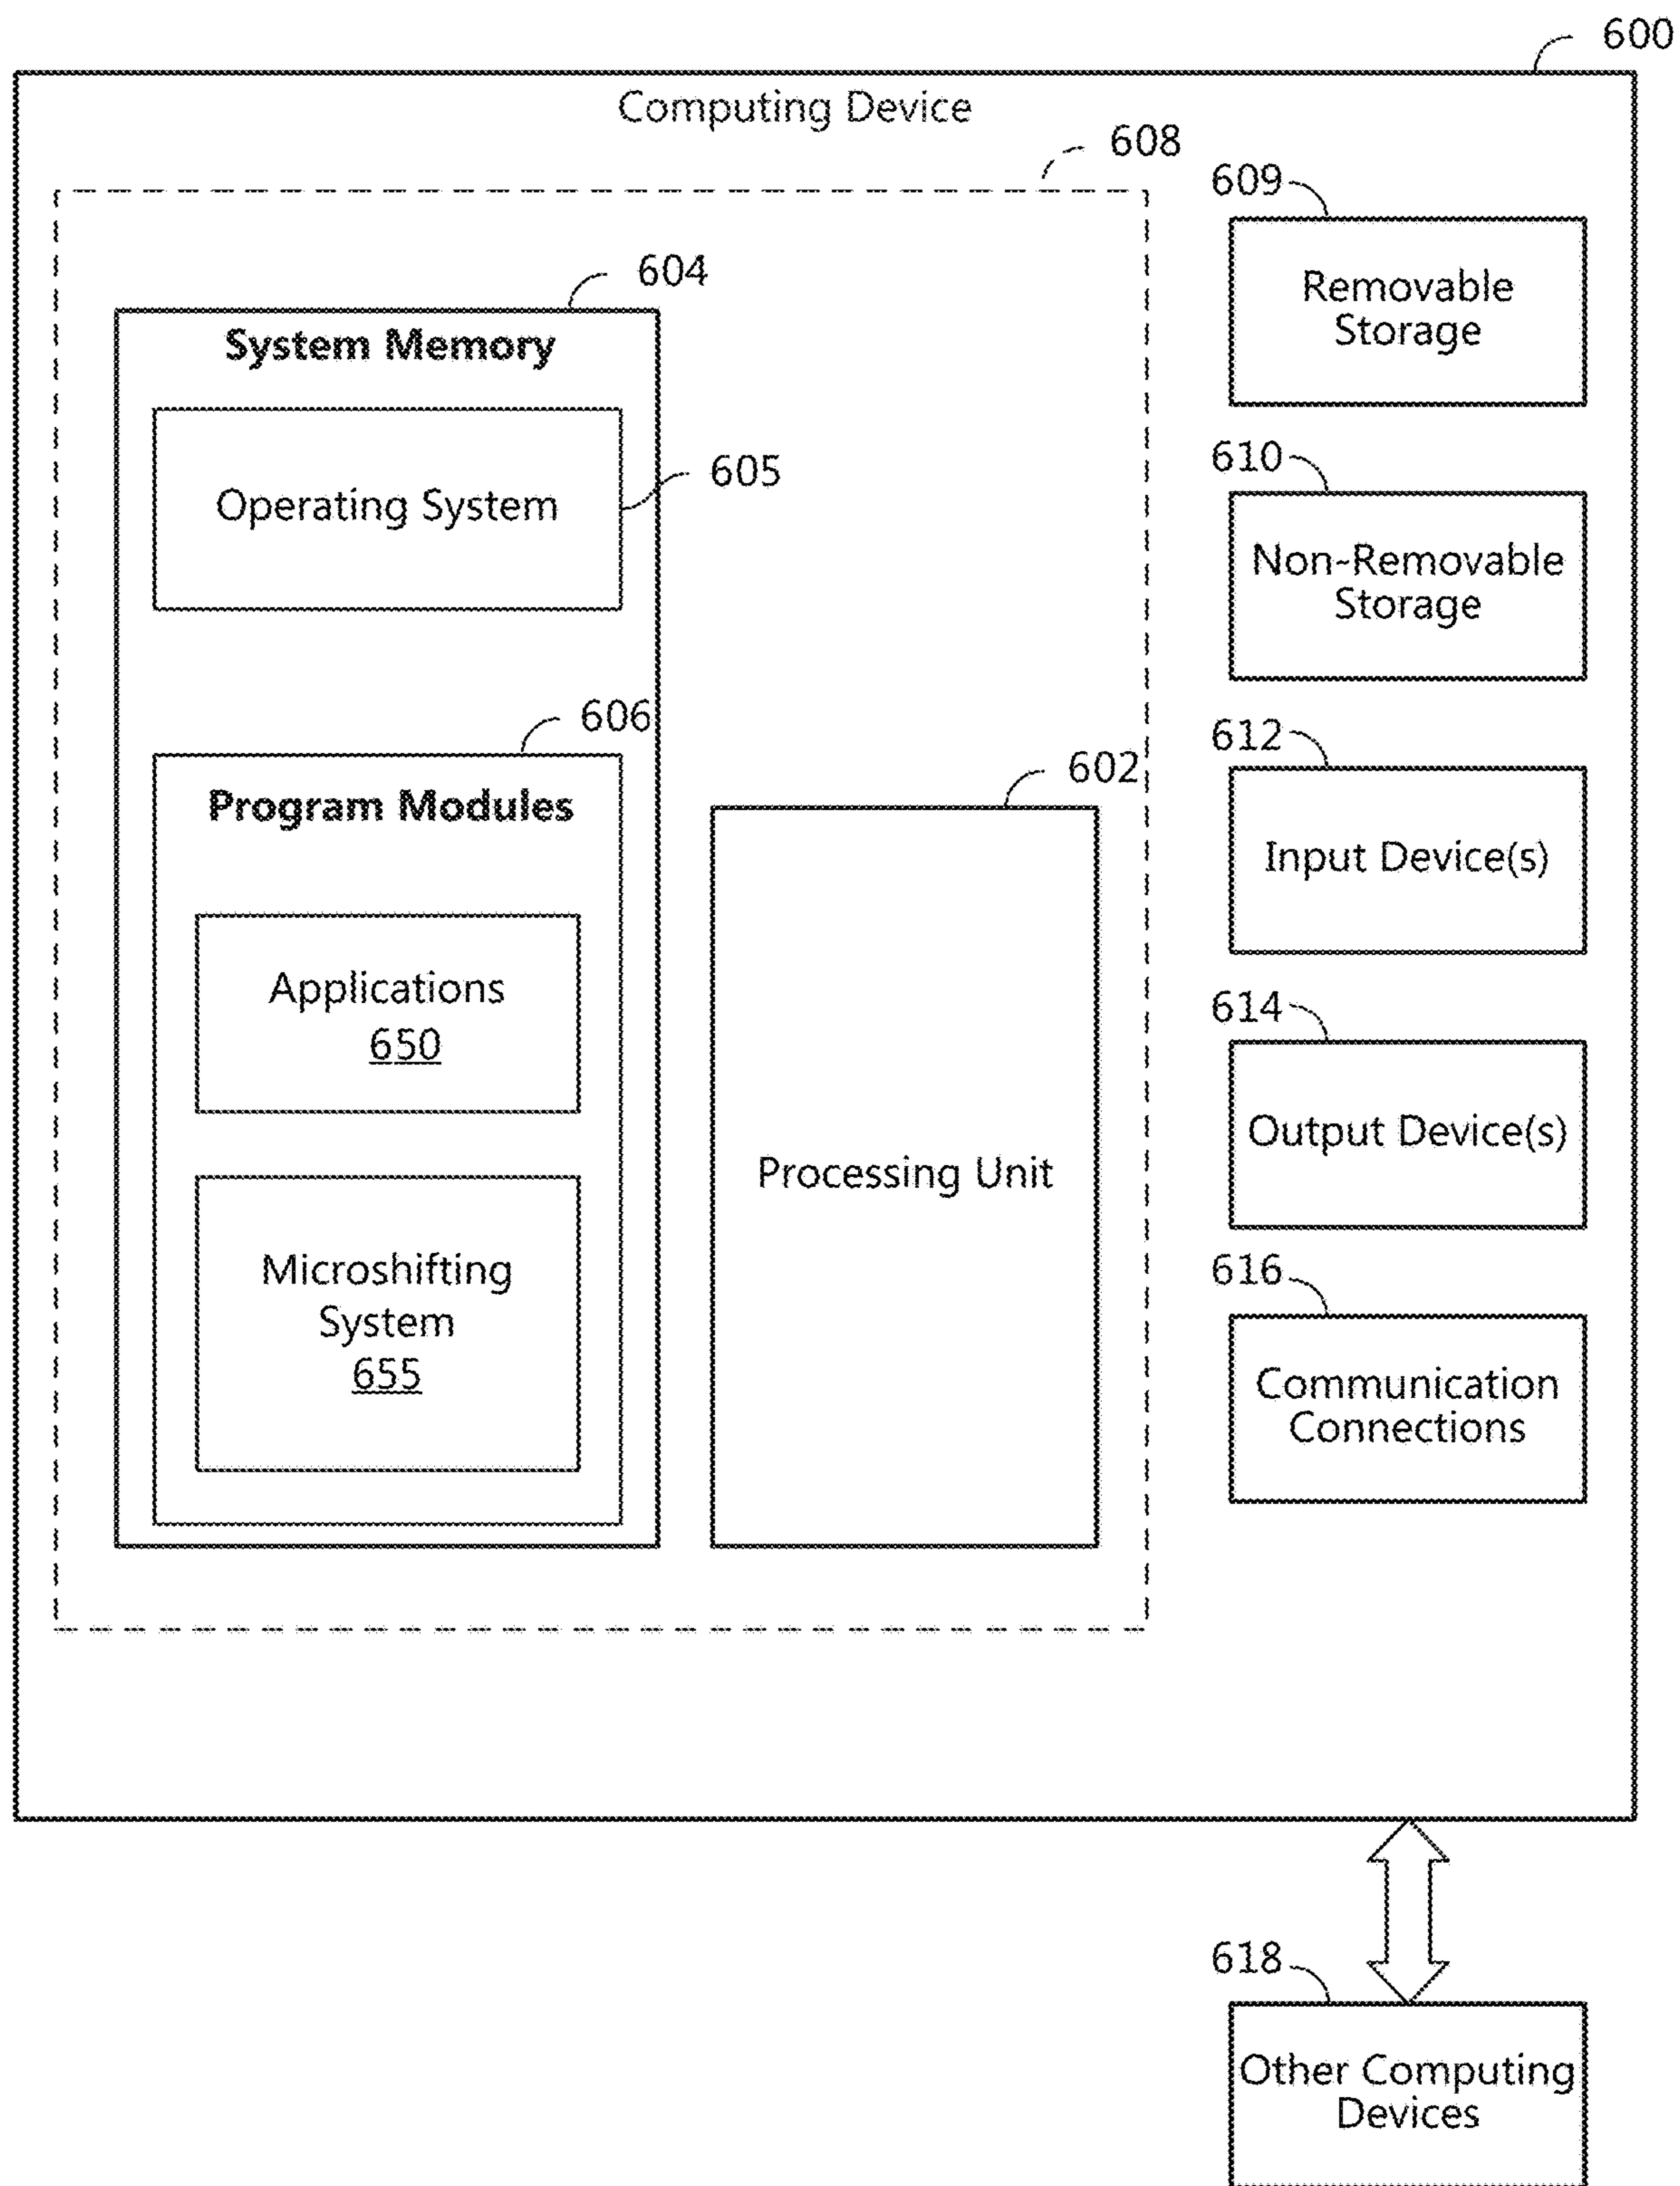 600
Computing Device
608
604
System Memory
Operating System
605
606
Program Modules
Applications
650
Microshifting
System
655
602
Processing Unit
609
Removable
Storage
610
Non-Removable
Storage
612
Input Device(s)
614
Output Device(s)
616
Communication
Connections
618
Other Computing
Devices